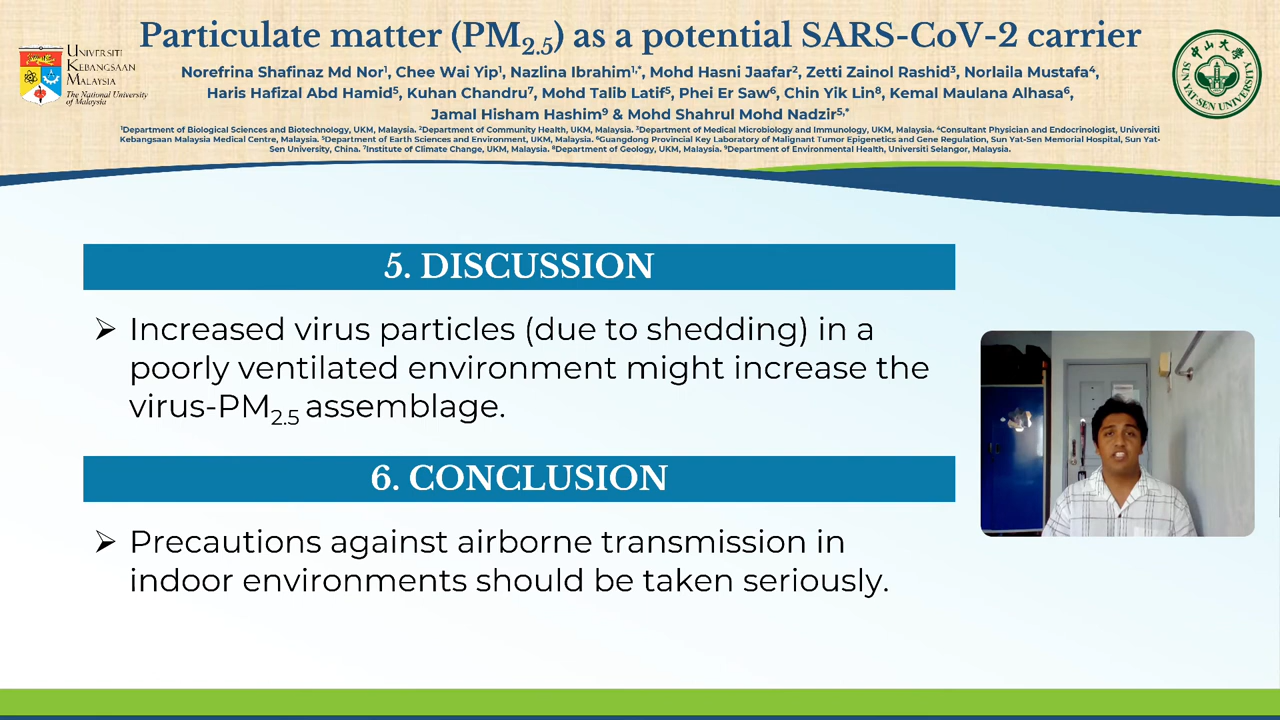 Particulate matter (PM2.5) as a potential SARS-CoV-2 carrier
UNIVERSITI
KEBANGSAAN
MALAYSIA
The National University
of Malaysia
Norefrina Shafinaz Md Nor1, Chee Wai Yip1, Nazlina Ibrahim1,*, Mohd Hasni Jaafar2, Zetti Zainol Rashid3, Norlaila Mustafa4,
Haris Hafizal Abd Hamid5, Kuhan Chandru7, Mohd Talib Latif5, Phei Er Saw6, Chin Yik Lin8, Kemal Maulana Alhasa6,
Jamal Hisham Hashim9 & Mohd Shahrul Mohd Nadzir5,*
1Department of Biological Sciences and Biotechnology, UKM, Malaysia. 2Department of Community Health, UKM, Malaysia. 3Department of Medical Microbiology and Immunology, UKM, Malaysia. 4Consultant Physician and Endocrinologist, Universiti
Kebangsaan Malaysia Medical Centre, Malaysia. 5Department of Earth Sciences and Environment, UKM, Malaysia. 6Guangdong Provincial Key Laboratory of Malignant Tumor Epigenetics and Gene Regulation, Sun Yat-Sen Memorial Hospital, Sun Yat-
Sen University, China. 7Institute of Climate Change, UKM, Malaysia. 8Department of Geology, UKM, Malaysia. 9Department of Environmental Health, Universiti Selangor, Malaysia.
中山大学
SUN YAT-SEN UNIVERSITY
5. DISCUSSION
➢ Increased virus particles (due to shedding) in a
poorly ventilated environment might increase the
virus-PM2.5 assemblage.
6. CONCLUSION
➢ Precautions against airborne transmission in
indoor environments should be taken seriously.